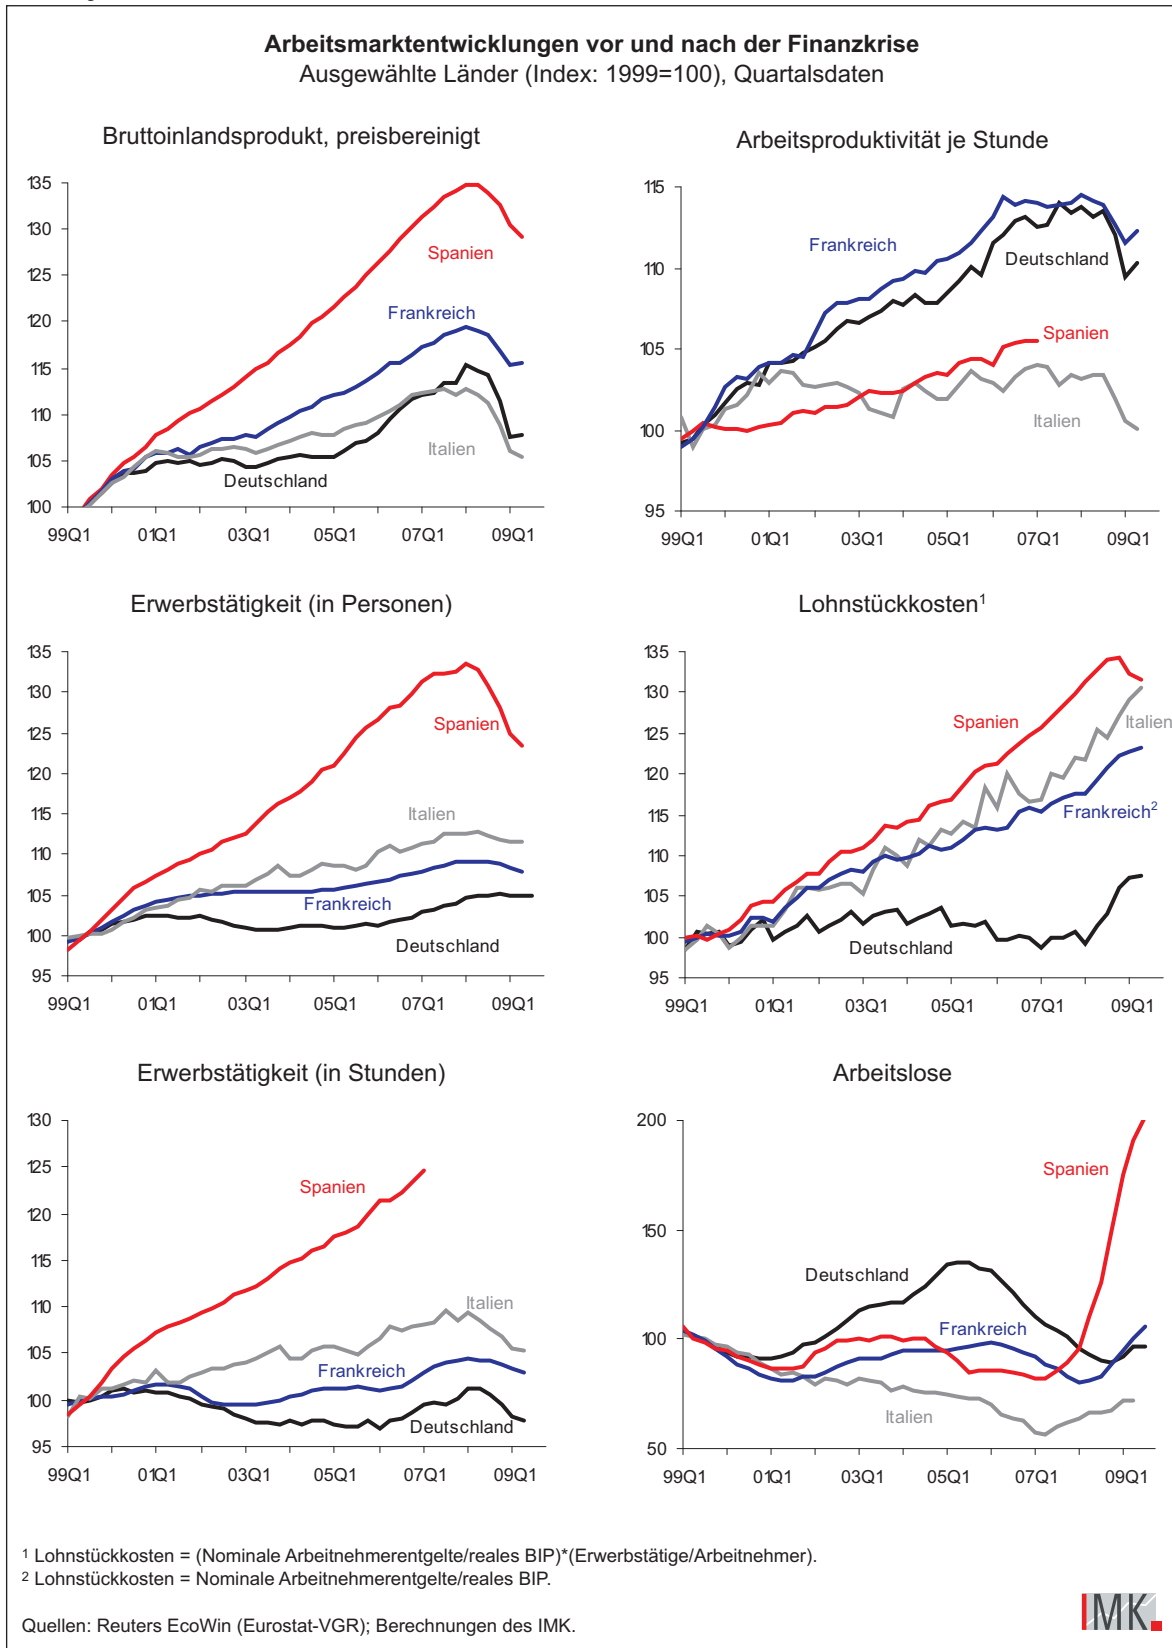 Arbeitsmarktentwicklungen vor und nach der Finanzkrise
Ausgewählte Länder (Index: 1999=100), Quartalsdaten
Bruttoinlandsprodukt, preisbereinigt
135
130
125
120
115
110
105
100
99Q1 01Q1 03Q1 05Q1 07Q1 09Q1
Spanien
Frankreich
Italien
Deutschland
Arbeitsproduktivität je Stunde
115
110
105
100
95
99Q1 01Q1 03Q1 05Q1 07Q1 09Q1
Frankreich
Deutschland
Spanien
Italien
Erwerbstätigkeit (in Personen)
135
130
125
120
115
110
105
100
95
99Q1 01Q1 03Q1 05Q1 07Q1 09Q1
Spanien
Italien
Frankreich
Deutschland
Lohnstückkosten¹
135
130
125
120
115
110
105
100
95
99Q1 01Q1 03Q1 05Q1 07Q1 09Q1
Spanien
Italien
Frankreich²
Deutschland
Erwerbstätigkeit (in Stunden)
130
125
120
115
110
105
100
95
99Q1 01Q1 03Q1 05Q1 07Q1 09Q1
Spanien
Italien
Frankreich
Deutschland
Arbeitslose
200
150
100
50
99Q1 01Q1 03Q1 05Q1 07Q1 09Q1
Spanien
Deutschland
Frankreich
Italien
¹ Lohnstückkosten = (Nominale Arbeitnehmerentgelte/reales BIP)*(Erwerbstätige/Arbeitnehmer).
² Lohnstückkosten = Nominale Arbeitnehmerentgelte/reales BIP.
Quellen: Reuters EcoWin (Eurostat-VGR); Berechnungen des IMK.
IMK